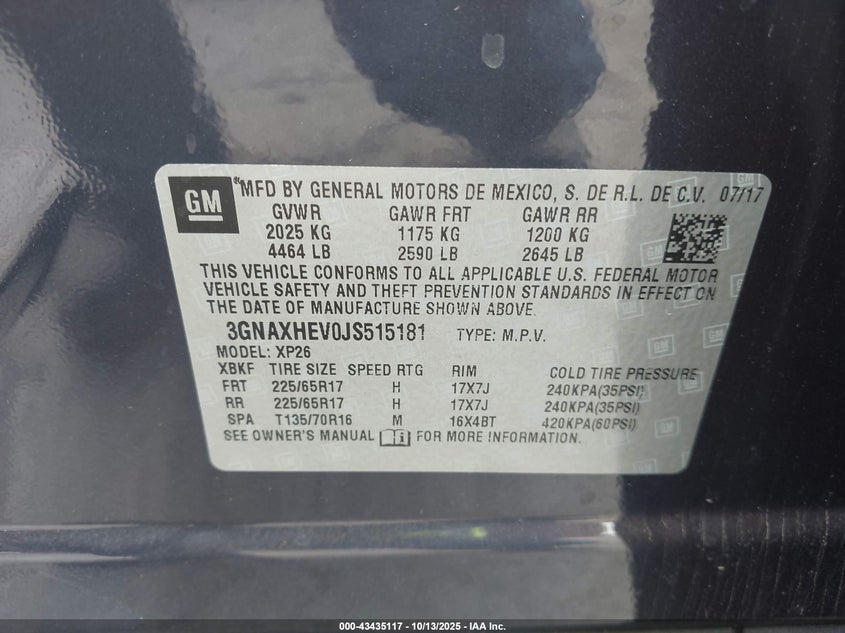 GM
MFD BY GENERAL MOTORS DE MEXICO, S. DE R.L. DE C.V. 07/17
GVWR GAWR FRT GAWR RR
2025 KG 1175 KG 1200 KG
4464 LB 2590 LB 2645 LB
THIS VEHICLE CONFORMS TO ALL APPLICABLE U.S. FEDERAL MOTOR
VEHICLE SAFETY AND THEFT PREVENTION STANDARDS IN EFFECT ON
THE DATE OF MANUFACTURE SHOWN ABOVE.
3GNAXHEV0JS515181 TYPE: M.P.V.
MODEL: XP26
XBKF TIRE SIZE SPEED RTG RIM COLD TIRE PRESSURE
FRT 225/65R17 H 17X7J 240KPA(35PSI)
RR 225/65R17 H 17X7J 240KPA(35PSI)
SPA T135/70R16 M 16X4BT 420KPA(60PSI)
SEE OWNER'S MANUAL FOR MORE INFORMATION.
000-43435117 - 10/13/2025 - IAA Inc.